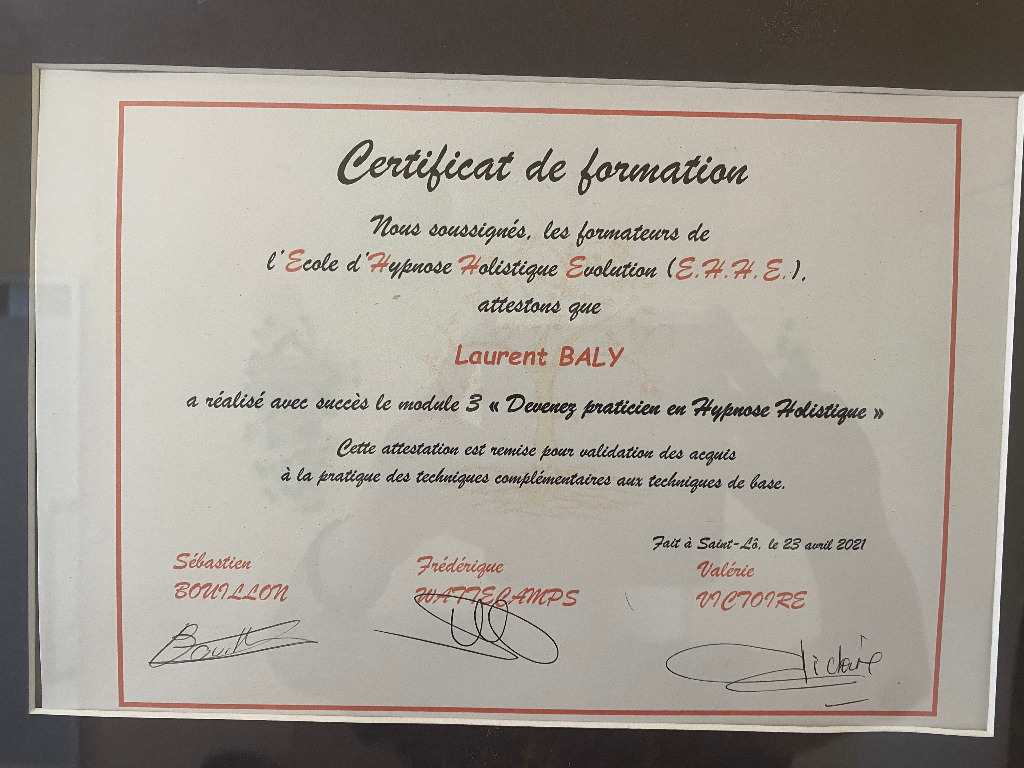 Certificat de formation
Nous soussignés, les formateurs de
l'Ecole d'Hypnose Holistique Evolution (E.H.H.E.),
attestons que
Laurent BALY
a réalisé avec succès le module 3 « Devenez praticien en Hypnose Holistique »
Cette attestation est remise pour validation des acquis
à la pratique des techniques complémentaires aux techniques de base.
Fait à Saint-Lô, le 23 avril 2021
Sébastien
BOUILLON
Frédérique
WATTECAMPS
Valérie
VICTOIRE